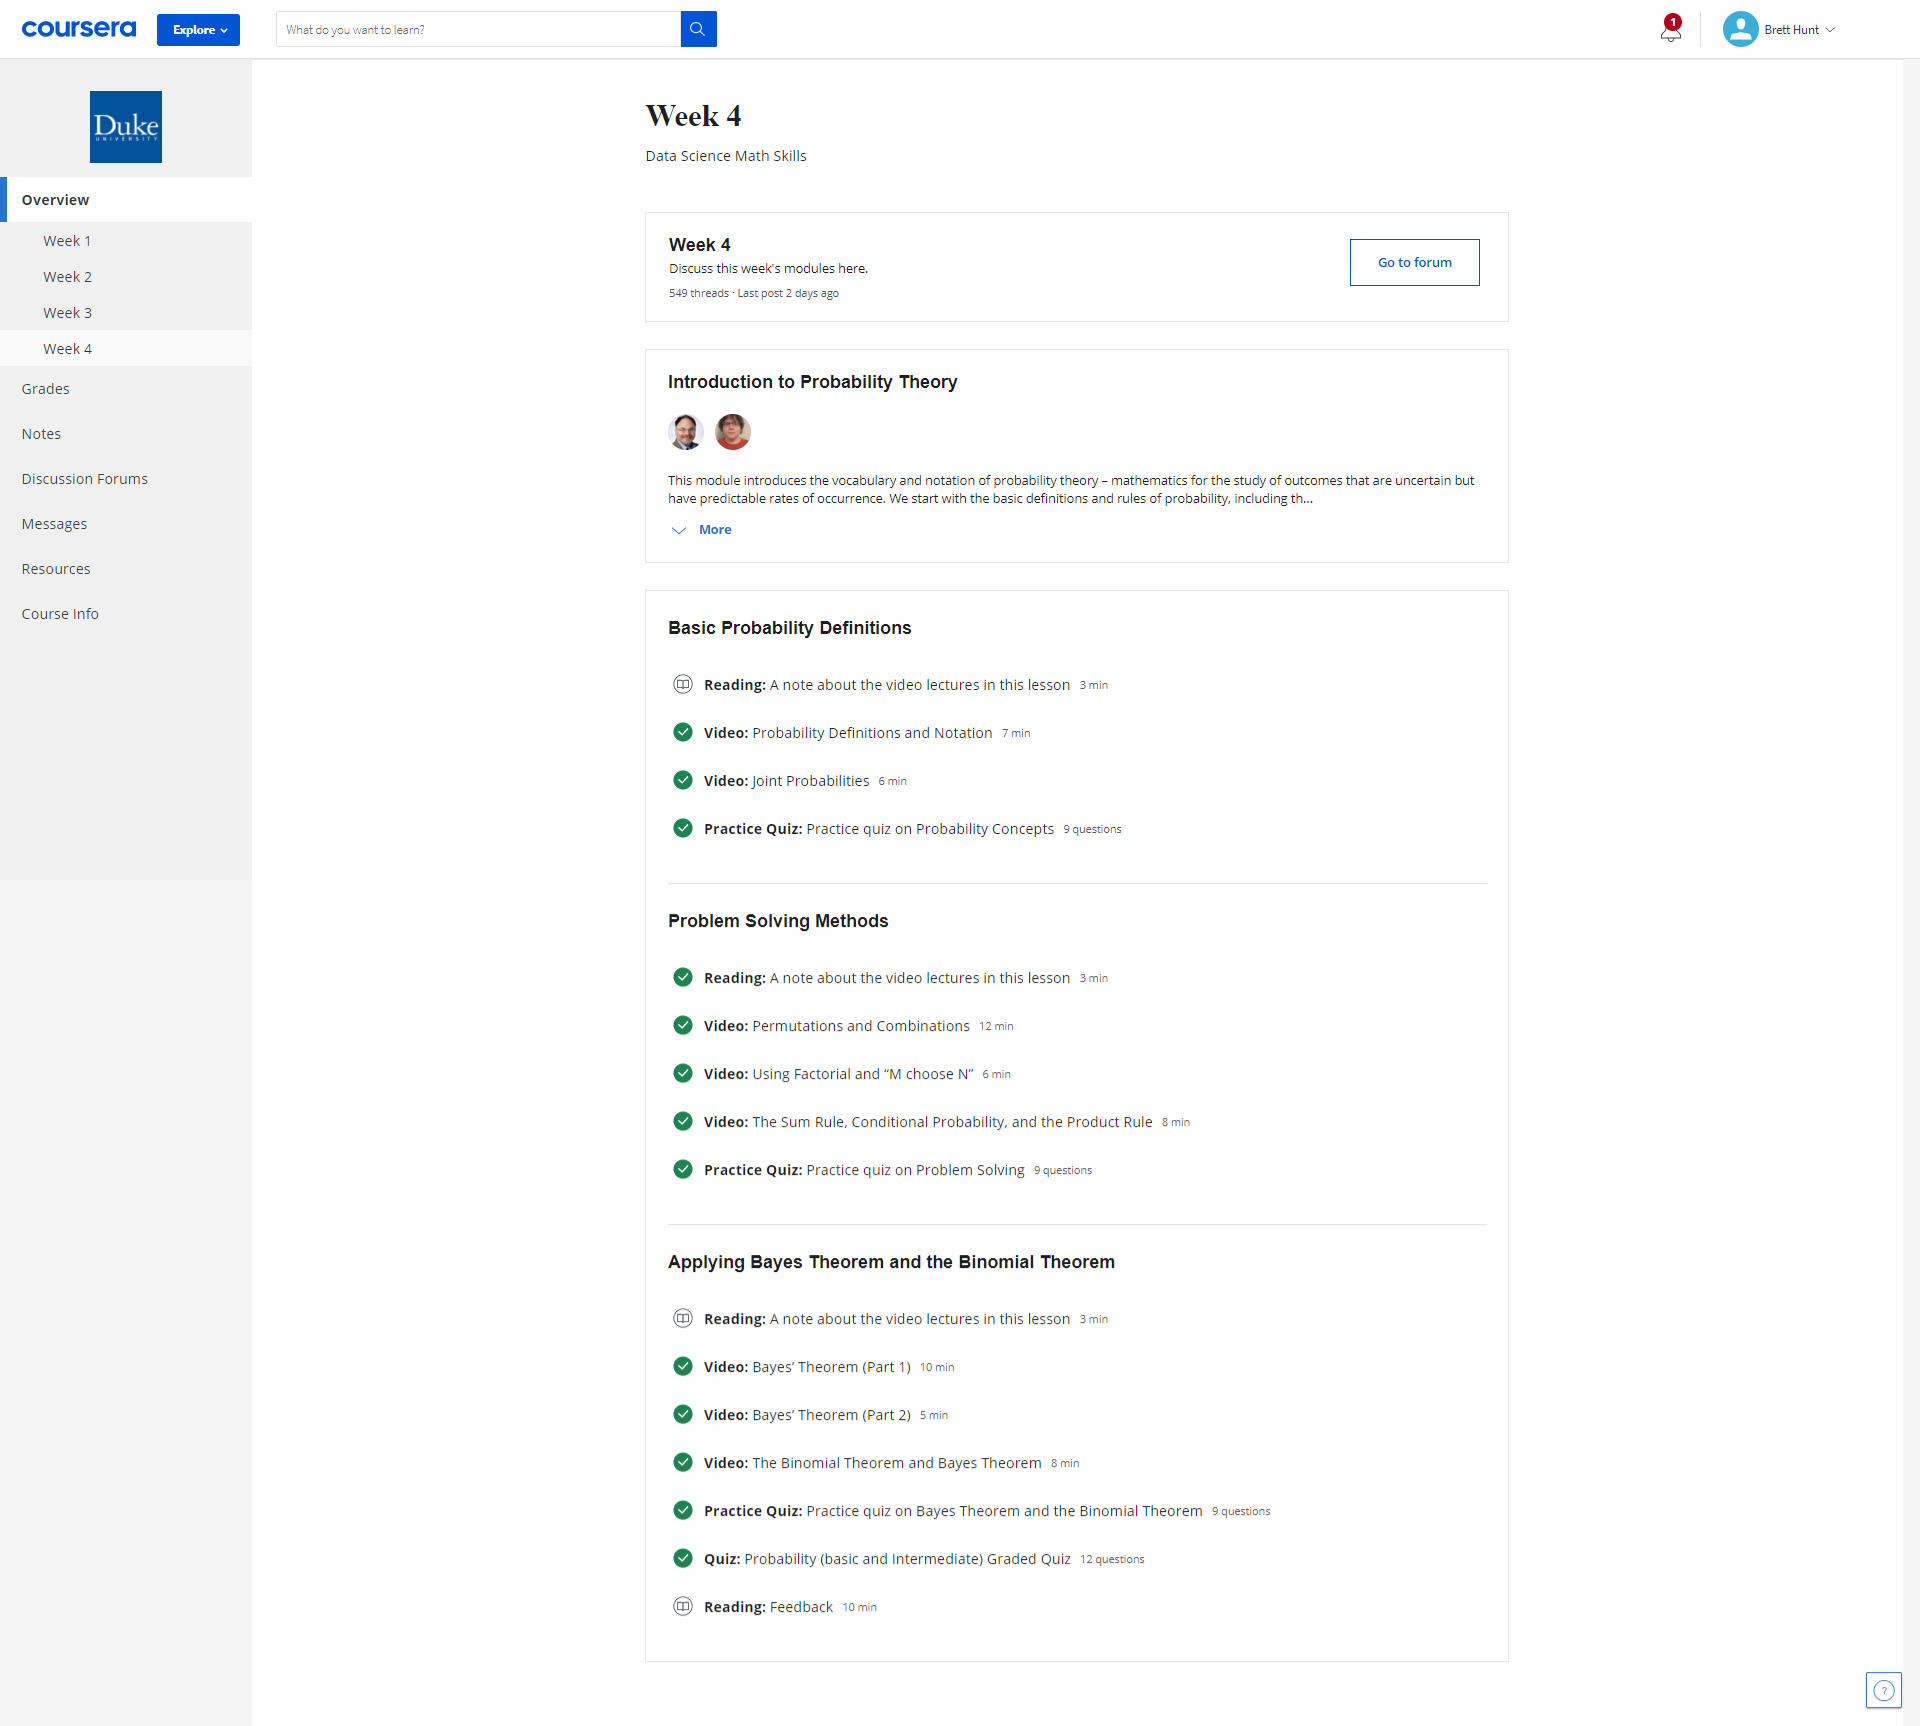 coursera
Explore
What do you want to learn?
1
Brett Hunt
Duke
UNIVERSITY
Overview
Week 1
Week 2
Week 3
Week 4
Grades
Notes
Discussion Forums
Messages
Resources
Course Info
Week 4
Data Science Math Skills
Week 4
Discuss this week's modules here.
549 threads · Last post 2 days ago
Go to forum
Introduction to Probability Theory
This module introduces the vocabulary and notation of probability theory – mathematics for the study of outcomes that are uncertain but
have predictable rates of occurrence. We start with the basic definitions and rules of probability, including th...
More
Basic Probability Definitions
Reading: A note about the video lectures in this lesson 3 min
Video: Probability Definitions and Notation 7 min
Video: Joint Probabilities 6 min
Practice Quiz: Practice quiz on Probability Concepts 9 questions
Problem Solving Methods
Reading: A note about the video lectures in this lesson 3 min
Video: Permutations and Combinations 12 min
Video: Using Factorial and “M choose N” 6 min
Video: The Sum Rule, Conditional Probability, and the Product Rule 8 min
Practice Quiz: Practice quiz on Problem Solving 9 questions
Applying Bayes Theorem and the Binomial Theorem
Reading: A note about the video lectures in this lesson 3 min
Video: Bayes’ Theorem (Part 1) 10 min
Video: Bayes’ Theorem (Part 2) 5 min
Video: The Binomial Theorem and Bayes Theorem 8 min
Practice Quiz: Practice quiz on Bayes Theorem and the Binomial Theorem 9 questions
Quiz: Probability (basic and Intermediate) Graded Quiz 12 questions
Reading: Feedback 10 min
?